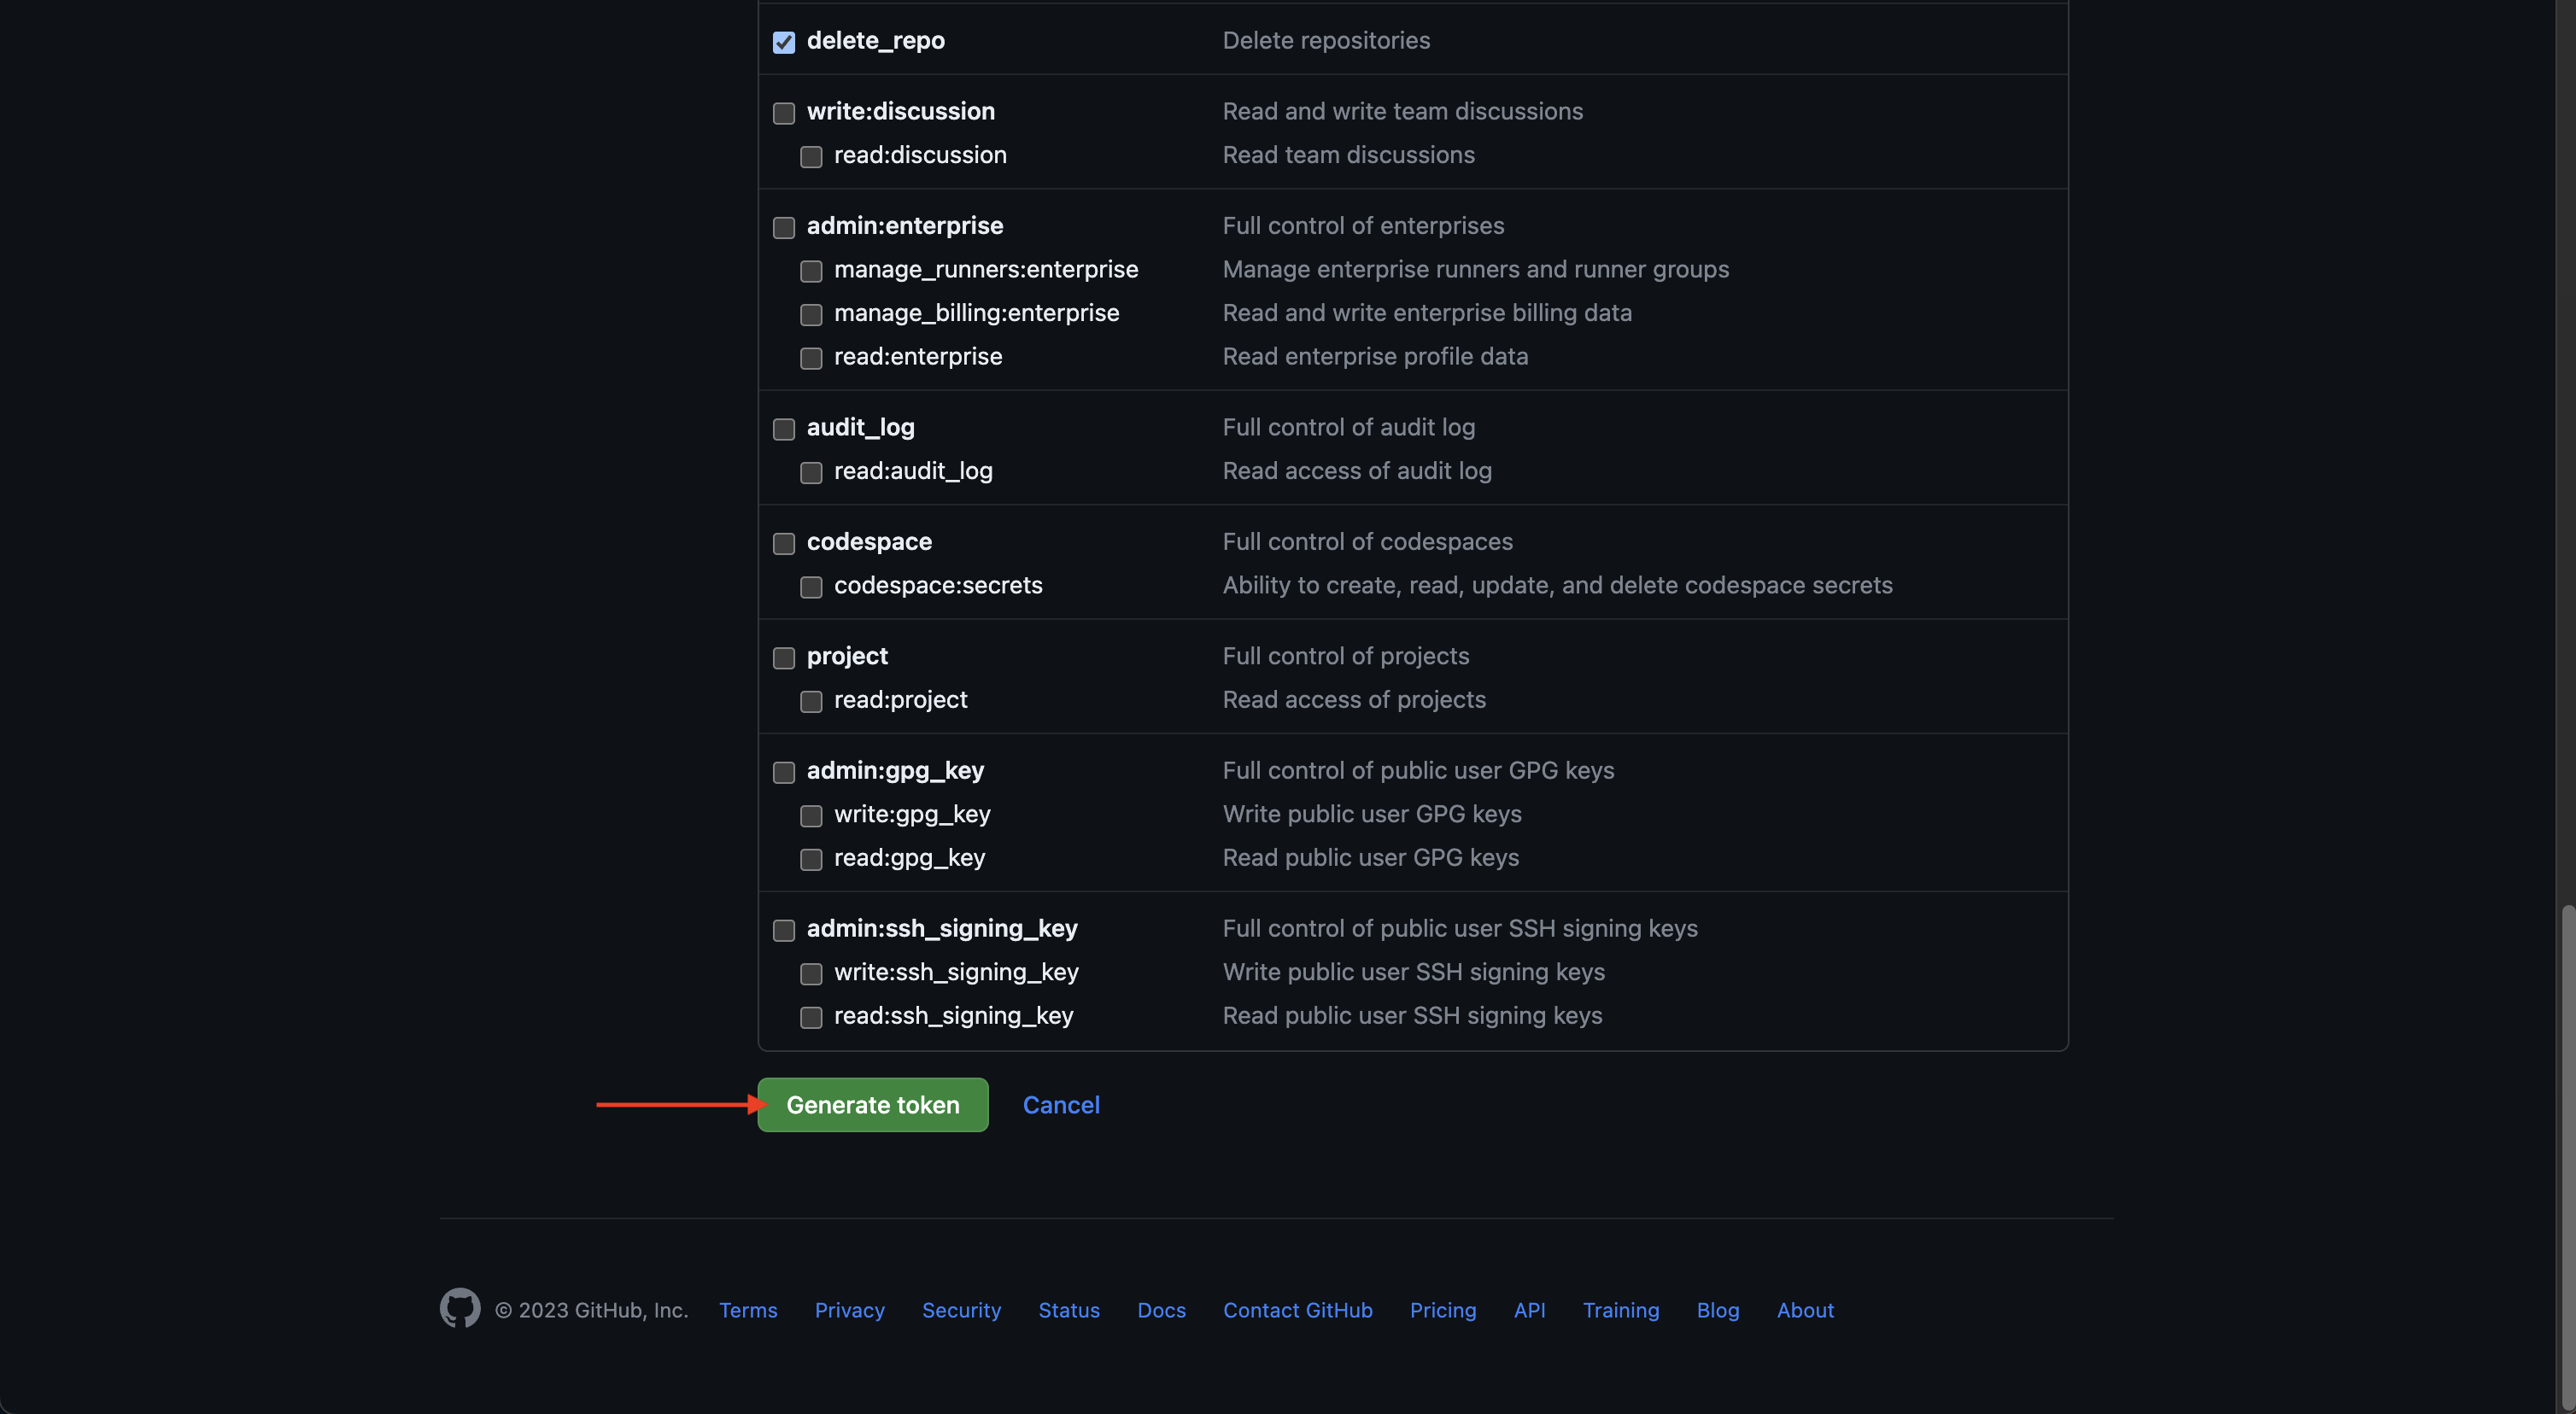 delete_repo Delete repositories
write:discussion Read and write team discussions
read:discussion Read team discussions
admin:enterprise Full control of enterprises
manage_runners:enterprise Manage enterprise runners and runner groups
manage_billing:enterprise Read and write enterprise billing data
read:enterprise Read enterprise profile data
audit_log Full control of audit log
read:audit_log Read access of audit log
codespace Full control of codespaces
codespace:secrets Ability to create, read, update, and delete codespace secrets
project Full control of projects
read:project Read access of projects
admin:gpg_key Full control of public user GPG keys
write:gpg_key Write public user GPG keys
read:gpg_key Read public user GPG keys
admin:ssh_signing_key Full control of public user SSH signing keys
write:ssh_signing_key Write public user SSH signing keys
read:ssh_signing_key Read public user SSH signing keys
Generate token Cancel
© 2023 GitHub, Inc. Terms Privacy Security Status Docs Contact GitHub Pricing API Training Blog About